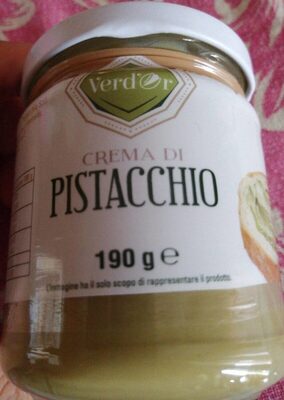 Verd'Or
CREMA DI
PISTACCHIO
190 g e
L'immagine ha il solo scopo di rappresentare il prodotto.